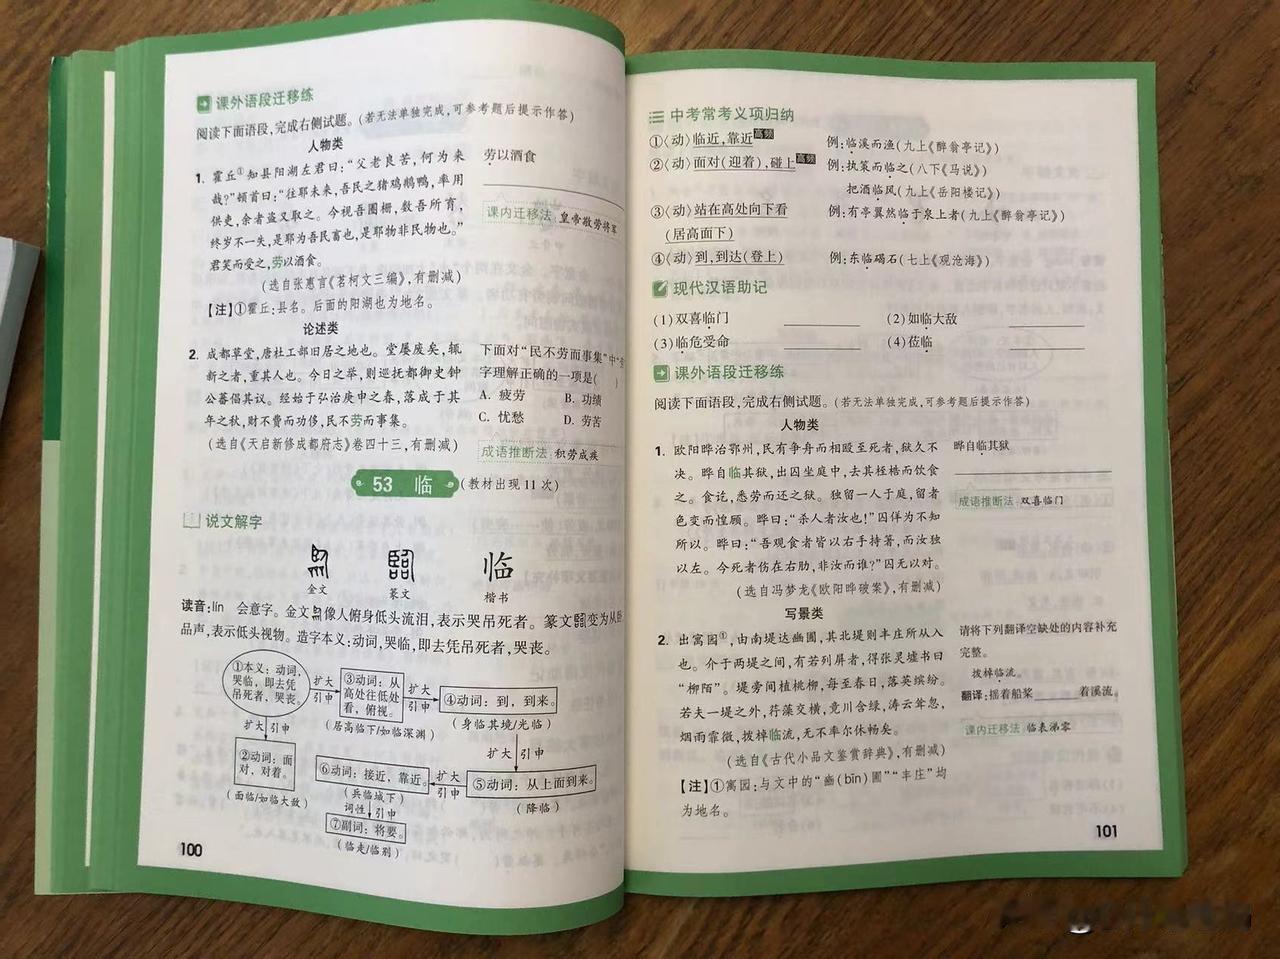 课外语段迁移练
阅读下面语段,完成右侧试题。(若无法单独完成,可参考题后提示作答)
人物类
1. 霍丘①知县阳湖左君曰:“父老良苦,何为来
哉?”顿首曰:“往耶未来,吾民之猪鸡鹅鸭,率用
供吏,余者盗又取之。今视吾圈栅,数吾所育,
终岁不一失,是耶为吾民畜也,是耶物非民物也。”
君笑而受之,劳以酒食。
(选自张惠言《茗柯文三编》,有删减)
【注】①霍丘:县名。后面的阳湖也为地名。
劳以酒食
课内迁移法 皇帝敬劳将军
论述类
2. 成都草堂,唐杜工部旧居之地也。堂屡废矣,辄
新之者,重其人也。今日之举,则巡抚都御史钟
公蕃倡其议。经始于弘治庚申之春,落成于其
年之秋,财不费而功侈,民不劳而事集。
(选自《天启新修成都府志》卷四十三,有删减)
下面对“民不劳而事集”中“劳”
字理解正确的一项是( )
A. 疲劳 B. 功绩
C. 忧愁 D. 劳苦
成语推断法 积劳成疾
53 临 (教材出现11次)
说文解字
金文 篆文 楷书
临
读音:lín 会意字。金文像人俯身低头流泪,表示哭吊死者。篆文变为从卧
品声,表示低头视物。造字本义:动词,哭临,即去凭吊死者,哭丧。
①本义:动词,
哭临,即去凭
吊死者,哭丧。
扩大
引申
③动词:从
高处往低处
看,俯视。
(居高临下/如临深渊)
扩大
引申
④动词:到,到来。
(身临其境/光临)
扩大 引申
②动词:面
对,对着。
(面临/如临大敌)
扩大 引申
⑤动词:从上面到来。
(降临)
扩大
引申
⑥动词:接近,靠近。
(兵临城下)
词性 引申
⑦副词:将要。
(临走/临别)
100
中考常考义项归纳
①〈动〉临近,靠近 高频 例:临溪而渔(九上《醉翁亭记》)
②〈动〉面对(迎着),碰上 高频 例:执策而临之(八下《马说》)
把酒临风(九上《岳阳楼记》)
③〈动〉站在高处向下看 例:有亭翼然临于泉上者(九上《醉翁亭记》)
(居高面下)
④〈动〉到,到达(登上) 例:东临碣石(七上《观沧海》)
现代汉语助记
(1)双喜临门 (2)如临大敌
(3)临危受命 (4)莅临
课外语段迁移练
阅读下面语段,完成右侧试题。(若无法单独完成,可参考题后提示作答)
人物类
1. 欧阳晔治鄂州,民有争舟而相殴至死者,狱久不
决。晔自临其狱,出囚坐庭中,去其桎梏而饮食
之。食讫,悉劳而还之狱。独留一人于庭,留者
色变而惶顾。晔曰:“杀人者汝也!”囚佯为不知
所以。晔曰:“吾观食者皆以右手持箸,而汝独
以左。今死者伤在右肋,非汝而谁?”囚无以对。
(选自冯梦龙《欧阳晔破案》,有删减)
晔自临其狱
成语推断法 双喜临门
写景类
2. 出寓园①,由南堤达豳圃,其北堤则丰庄所从入
也。介于两堤之间,有若列屏者,得张灵墟书曰
“柳陌”。堤旁间植桃柳,每至春日,落英缤纷。
若夫一堤之外,荇藻交横,竟川含绿,涛云耸忽,
烟雨霏微,拨棹临流,无不率尔休畅矣。
(选自《古代小品文鉴赏辞典》,有删减)
【注】①寓园:与文中的“豳(bīn)圃”“丰庄”均
为地名。
请将下列翻译空缺处的内容补充
完整。
拨棹临流。
翻译:摇着船桨 着溪流。
课内迁移法 临表涕零
101